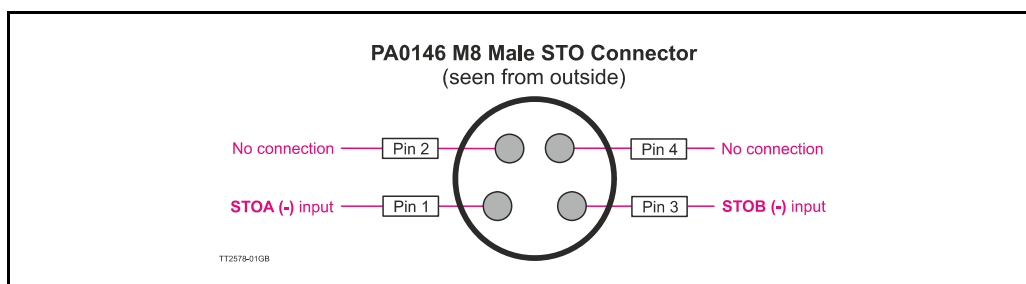 PA0146 M8 Male STO Connector
(seen from outside)
No connection Pin 2 Pin 4 No connection
STOA (-) input Pin 1 Pin 3 STOB (-) input
TT2578-01GB